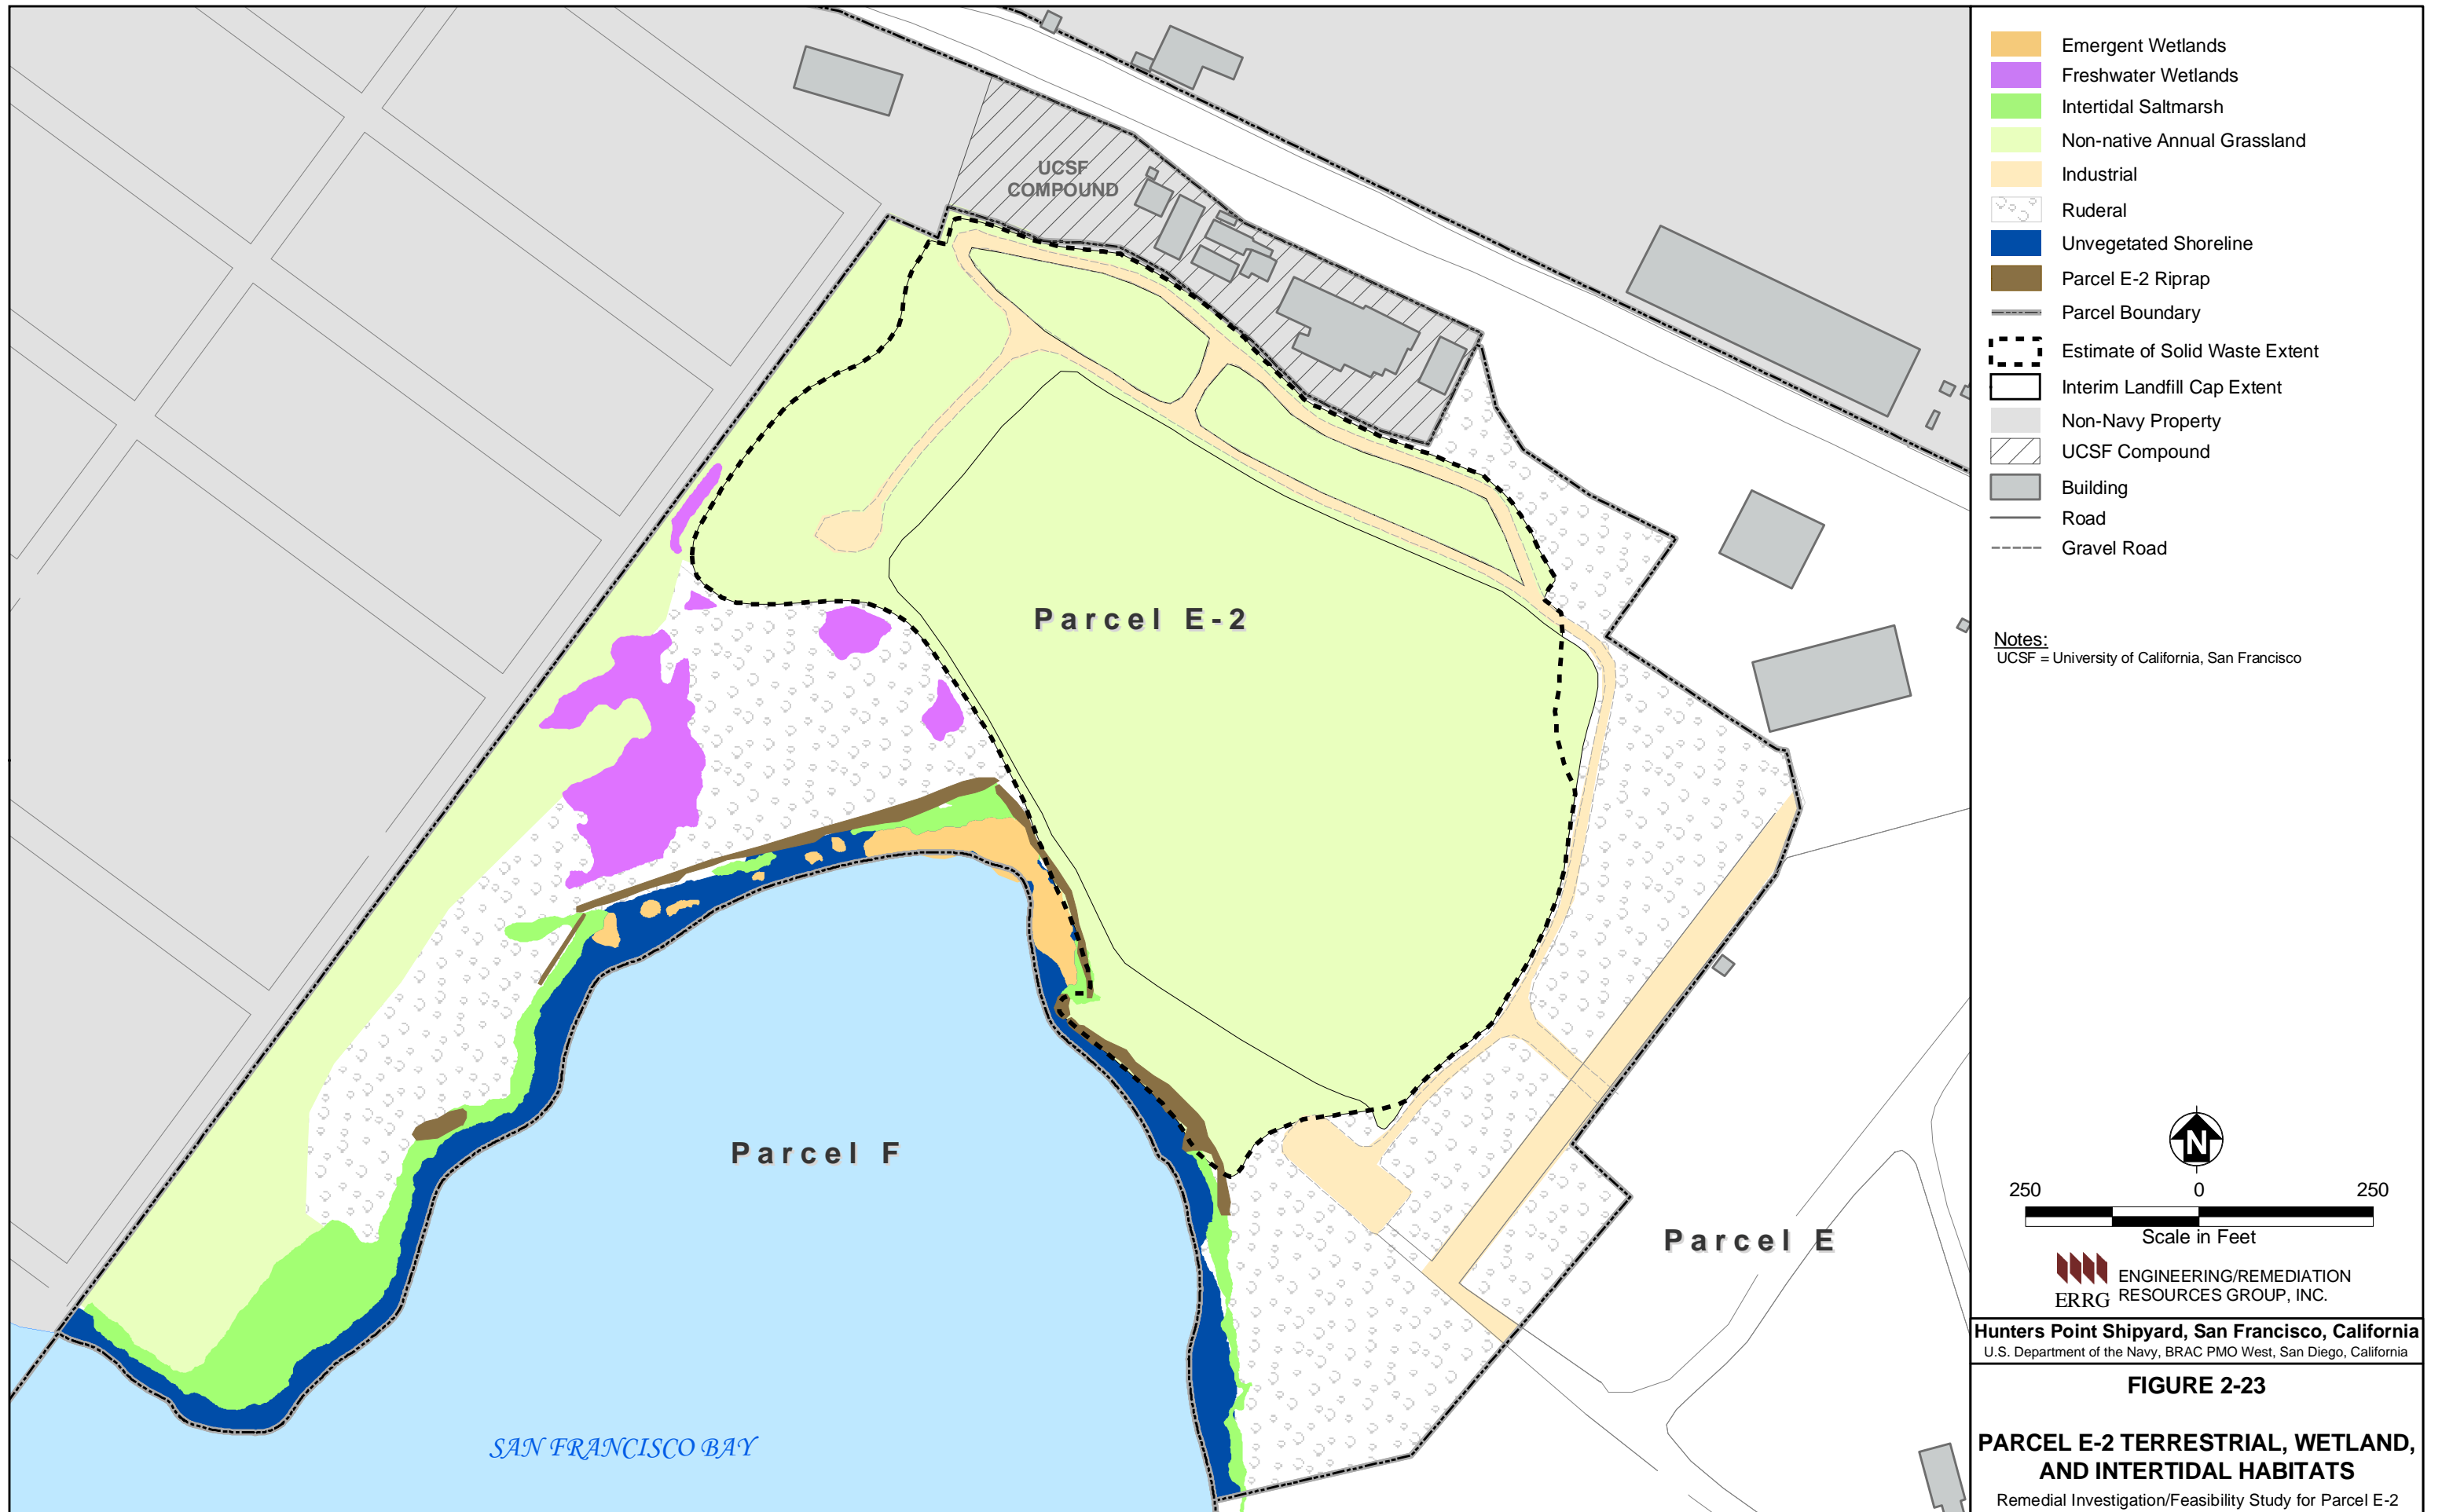 UCSF
COMPOUND
Parcel E-2
Parcel F
Parcel E
SAN FRANCISCO BAY
Emergent Wetlands
Freshwater Wetlands
Intertidal Saltmarsh
Non-native Annual Grassland
Industrial
Ruderal
Unvegetated Shoreline
Parcel E-2 Riprap
Parcel Boundary
Estimate of Solid Waste Extent
Interim Landfill Cap Extent
Non-Navy Property
UCSF Compound
Building
Road
Gravel Road
Notes:
UCSF = University of California, San Francisco
N
250 0 250
Scale in Feet
ERRG ENGINEERING/REMEDIATION
RESOURCES GROUP, INC.
Hunters Point Shipyard, San Francisco, California
U.S. Department of the Navy, BRAC PMO West, San Diego, California
FIGURE 2-23
PARCEL E-2 TERRESTRIAL, WETLAND,
AND INTERTIDAL HABITATS
Remedial Investigation/Feasibility Study for Parcel E-2